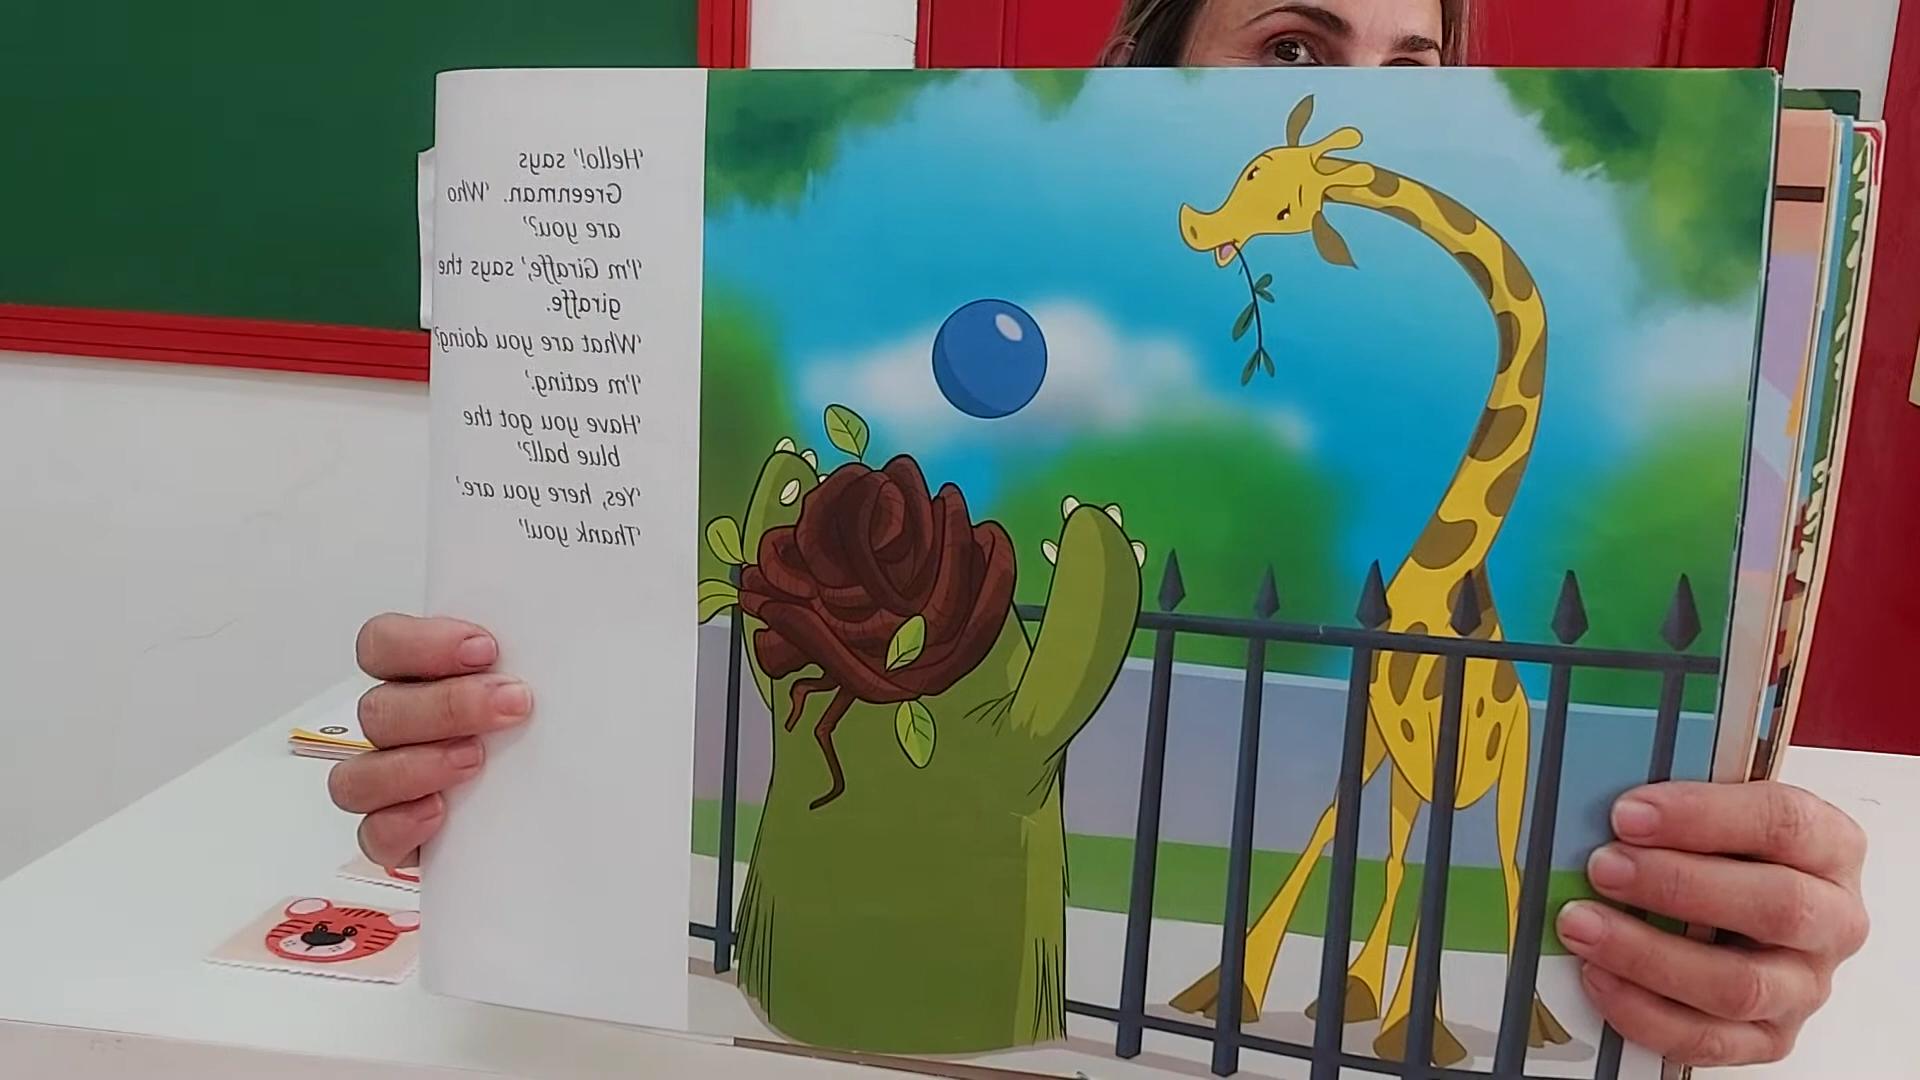 'Hello!' says
Greenman. 'Who
are you?'
'I'm Giraffe,' says the
giraffe.
'What are you doing?'
'I'm eating.'
'Have you got the
blue ball?'
'Yes, here you are.'
'Thank you!'